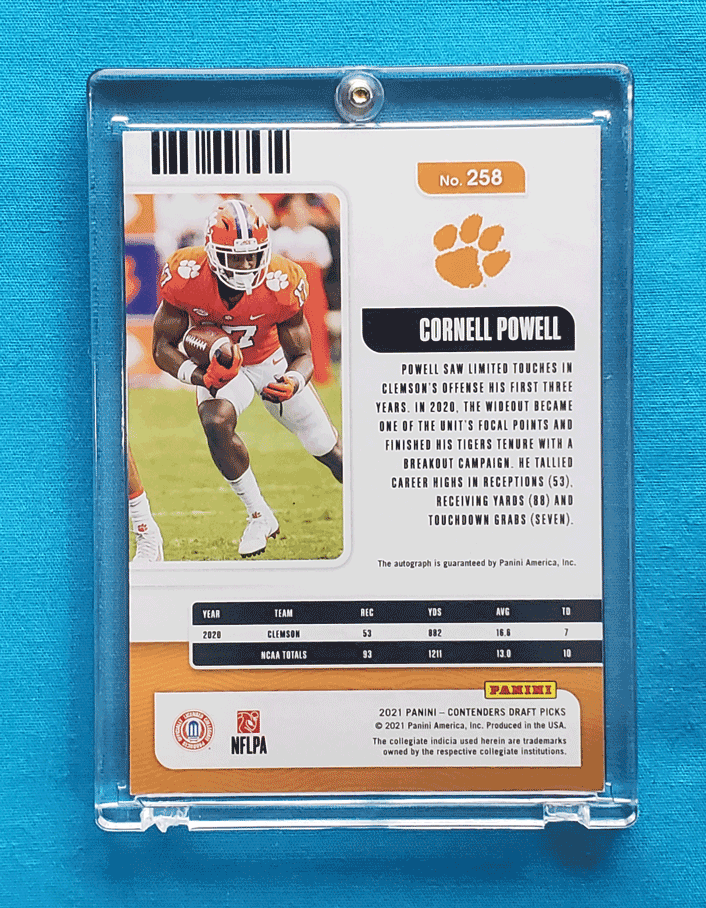 No. 258
17
CORNELL POWELL
POWELL SAW LIMITED TOUCHES IN
CLEMSON'S OFFENSE HIS FIRST THREE
YEARS. IN 2020, THE WIDEOUT BECAME
ONE OF THE UNIT'S FOCAL POINTS AND
FINISHED HIS TIGERS TENURE WITH A
BREAKOUT CAMPAIGN. HE TALLIED
CAREER HIGHS IN RECEPTIONS (53),
RECEIVING YARDS (88) AND
TOUCHDOWN GRABS (SEVEN).
The autograph is guaranteed by Panini America, Inc.
YEAR TEAM REC YDS AVG TD
2020 CLEMSON 53 882 16.6 7
NCAA TOTALS 93 1211 13.0 10
PANINI
2021 PANINI – CONTENDERS DRAFT PICKS
© 2021 Panini America, Inc. Produced in the USA.
The collegiate indicia used herein are trademarks
owned by the respective collegiate institutions.
NFLPA